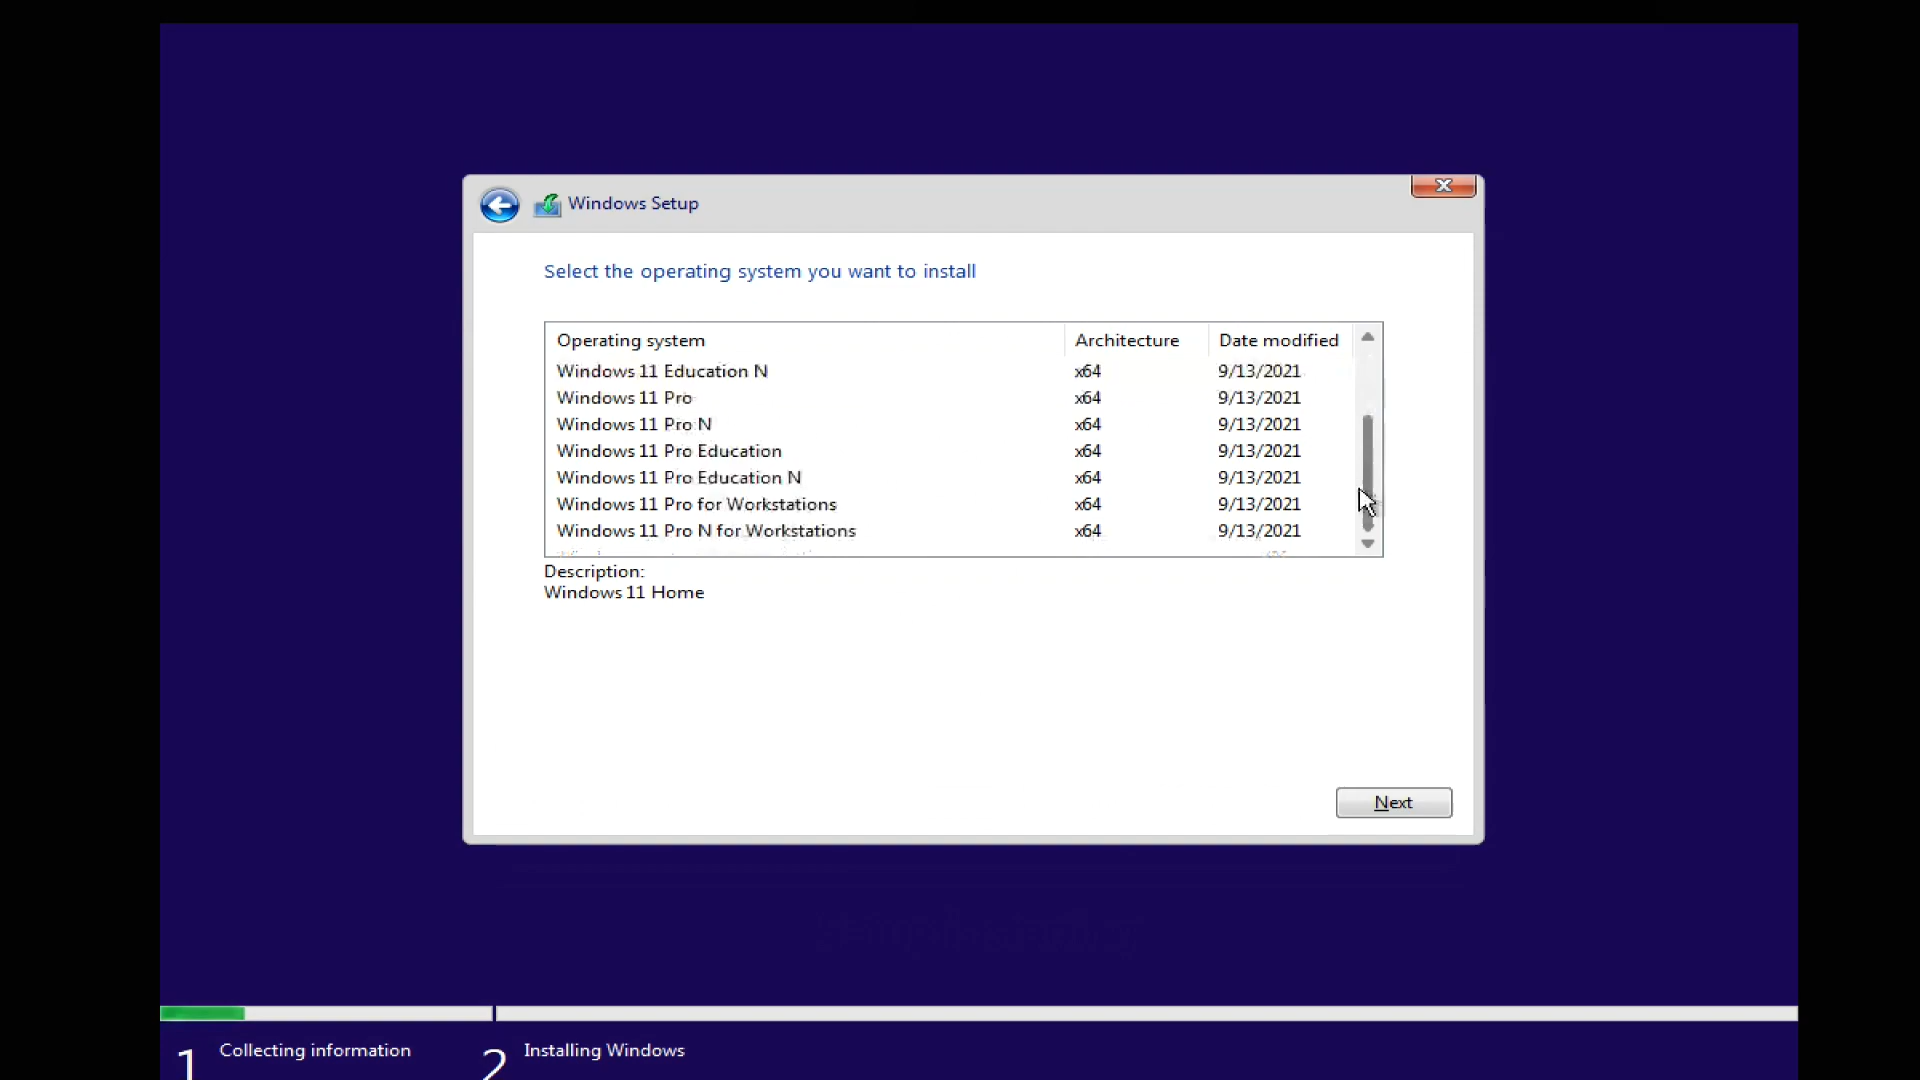 Windows Setup
Select the operating system you want to install
Operating system Architecture Date modified
Windows 11 Education N x64 9/13/2021
Windows 11 Pro x64 9/13/2021
Windows 11 Pro N x64 9/13/2021
Windows 11 Pro Education x64 9/13/2021
Windows 11 Pro Education N x64 9/13/2021
Windows 11 Pro for Workstations x64 9/13/2021
Windows 11 Pro N for Workstations x64 9/13/2021
Description:
Windows 11 Home
Next
1 Collecting information 2 Installing Windows